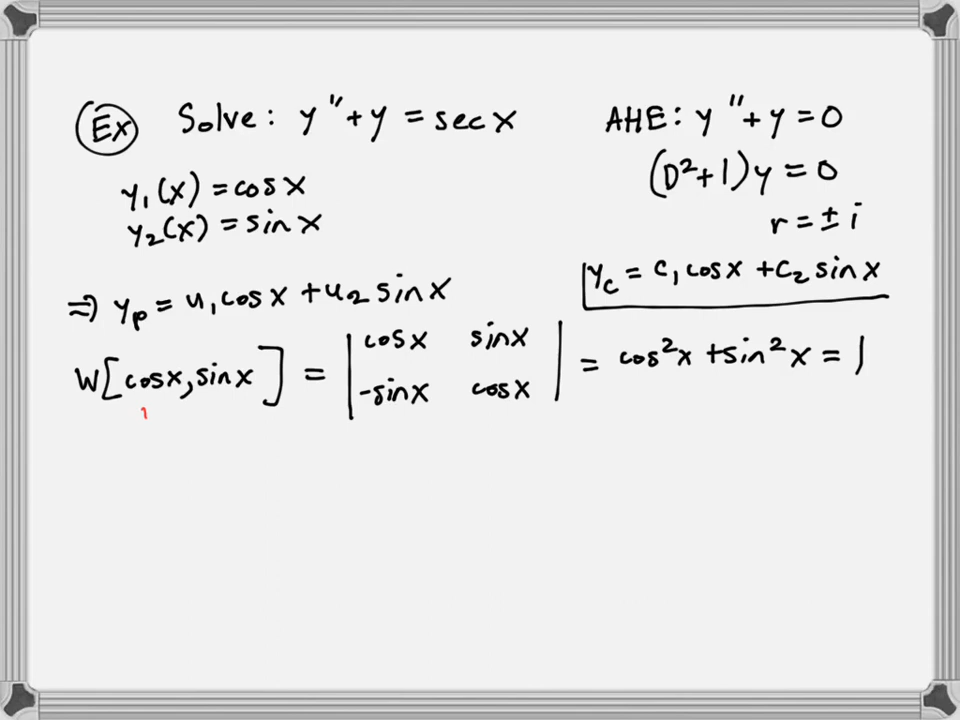 Ex Solve: y" + y = sec x
y₁(x) = cos x
y₂(x) = sin x
⇒ yₚ = u₁ cos x + u₂ sin x
AHE: y" + y = 0
(D² + 1) y = 0
r = ± i
y_c = c₁ cos x + c₂ sin x
W[cos x, sin x] = | cos x sin x | = cos² x + sin² x = 1
| -sin x cos x |